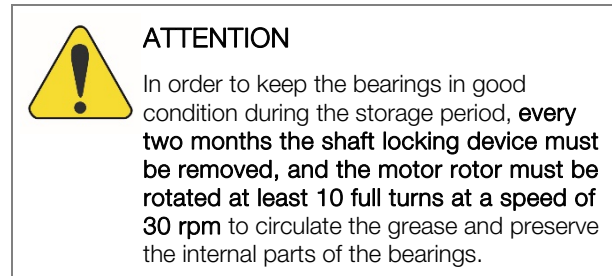 ATTENTION
In order to keep the bearings in good
condition during the storage period, every
two months the shaft locking device must
be removed, and the motor rotor must be
rotated at least 10 full turns at a speed of
30 rpm to circulate the grease and preserve
the internal parts of the bearings.